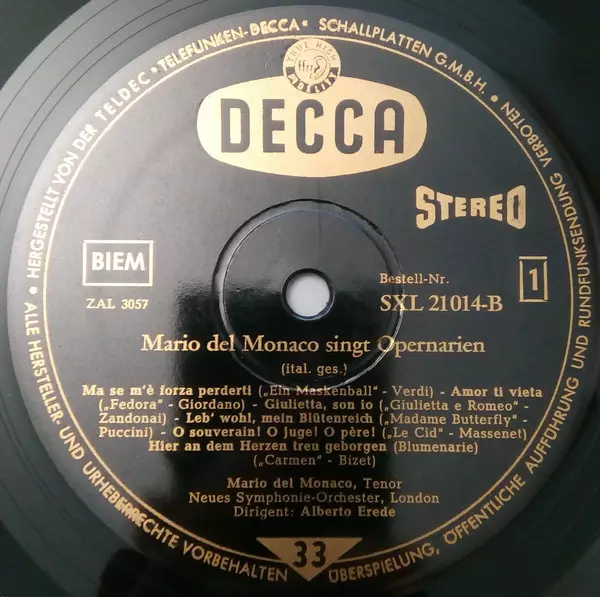 HERGESTELLT VON DER TELDEC • TELEFUNKEN-DECCA • SCHALLPLATTEN G.M.B.H. •
TRUE HIGH
FIDELITY
DECCA
STEREO
BIEM
ZAL 3057
Bestell-Nr.
SXL 21014-B
1
Mario del Monaco singt Opernarien
(ital. ges.)
Ma se m'è forza perderti („Ein Maskenball" - Verdi) - Amor ti vieta
(„Fedora" - Giordano) - Giulietta, son io („Giulietta e Romeo" -
Zandonai) - Leb' wohl, mein Blütenreich („Madame Butterfly" -
Puccini) - O souverain! O juge! O père! („Le Cid" - Massenet)
Hier an dem Herzen treu geborgen (Blumenarie)
(„Carmen" - Bizet)
Mario del Monaco, Tenor
Neues Symphonie-Orchester, London
Dirigent: Alberto Erede
33
• ALLE HERSTELLER- UND URHEBERRECHTE VORBEHALTEN
ÜBERSPIELUNG, ÖFFENTLICHE AUFFÜHRUNG UND RUNDFUNKSENDUNG VERBOTEN